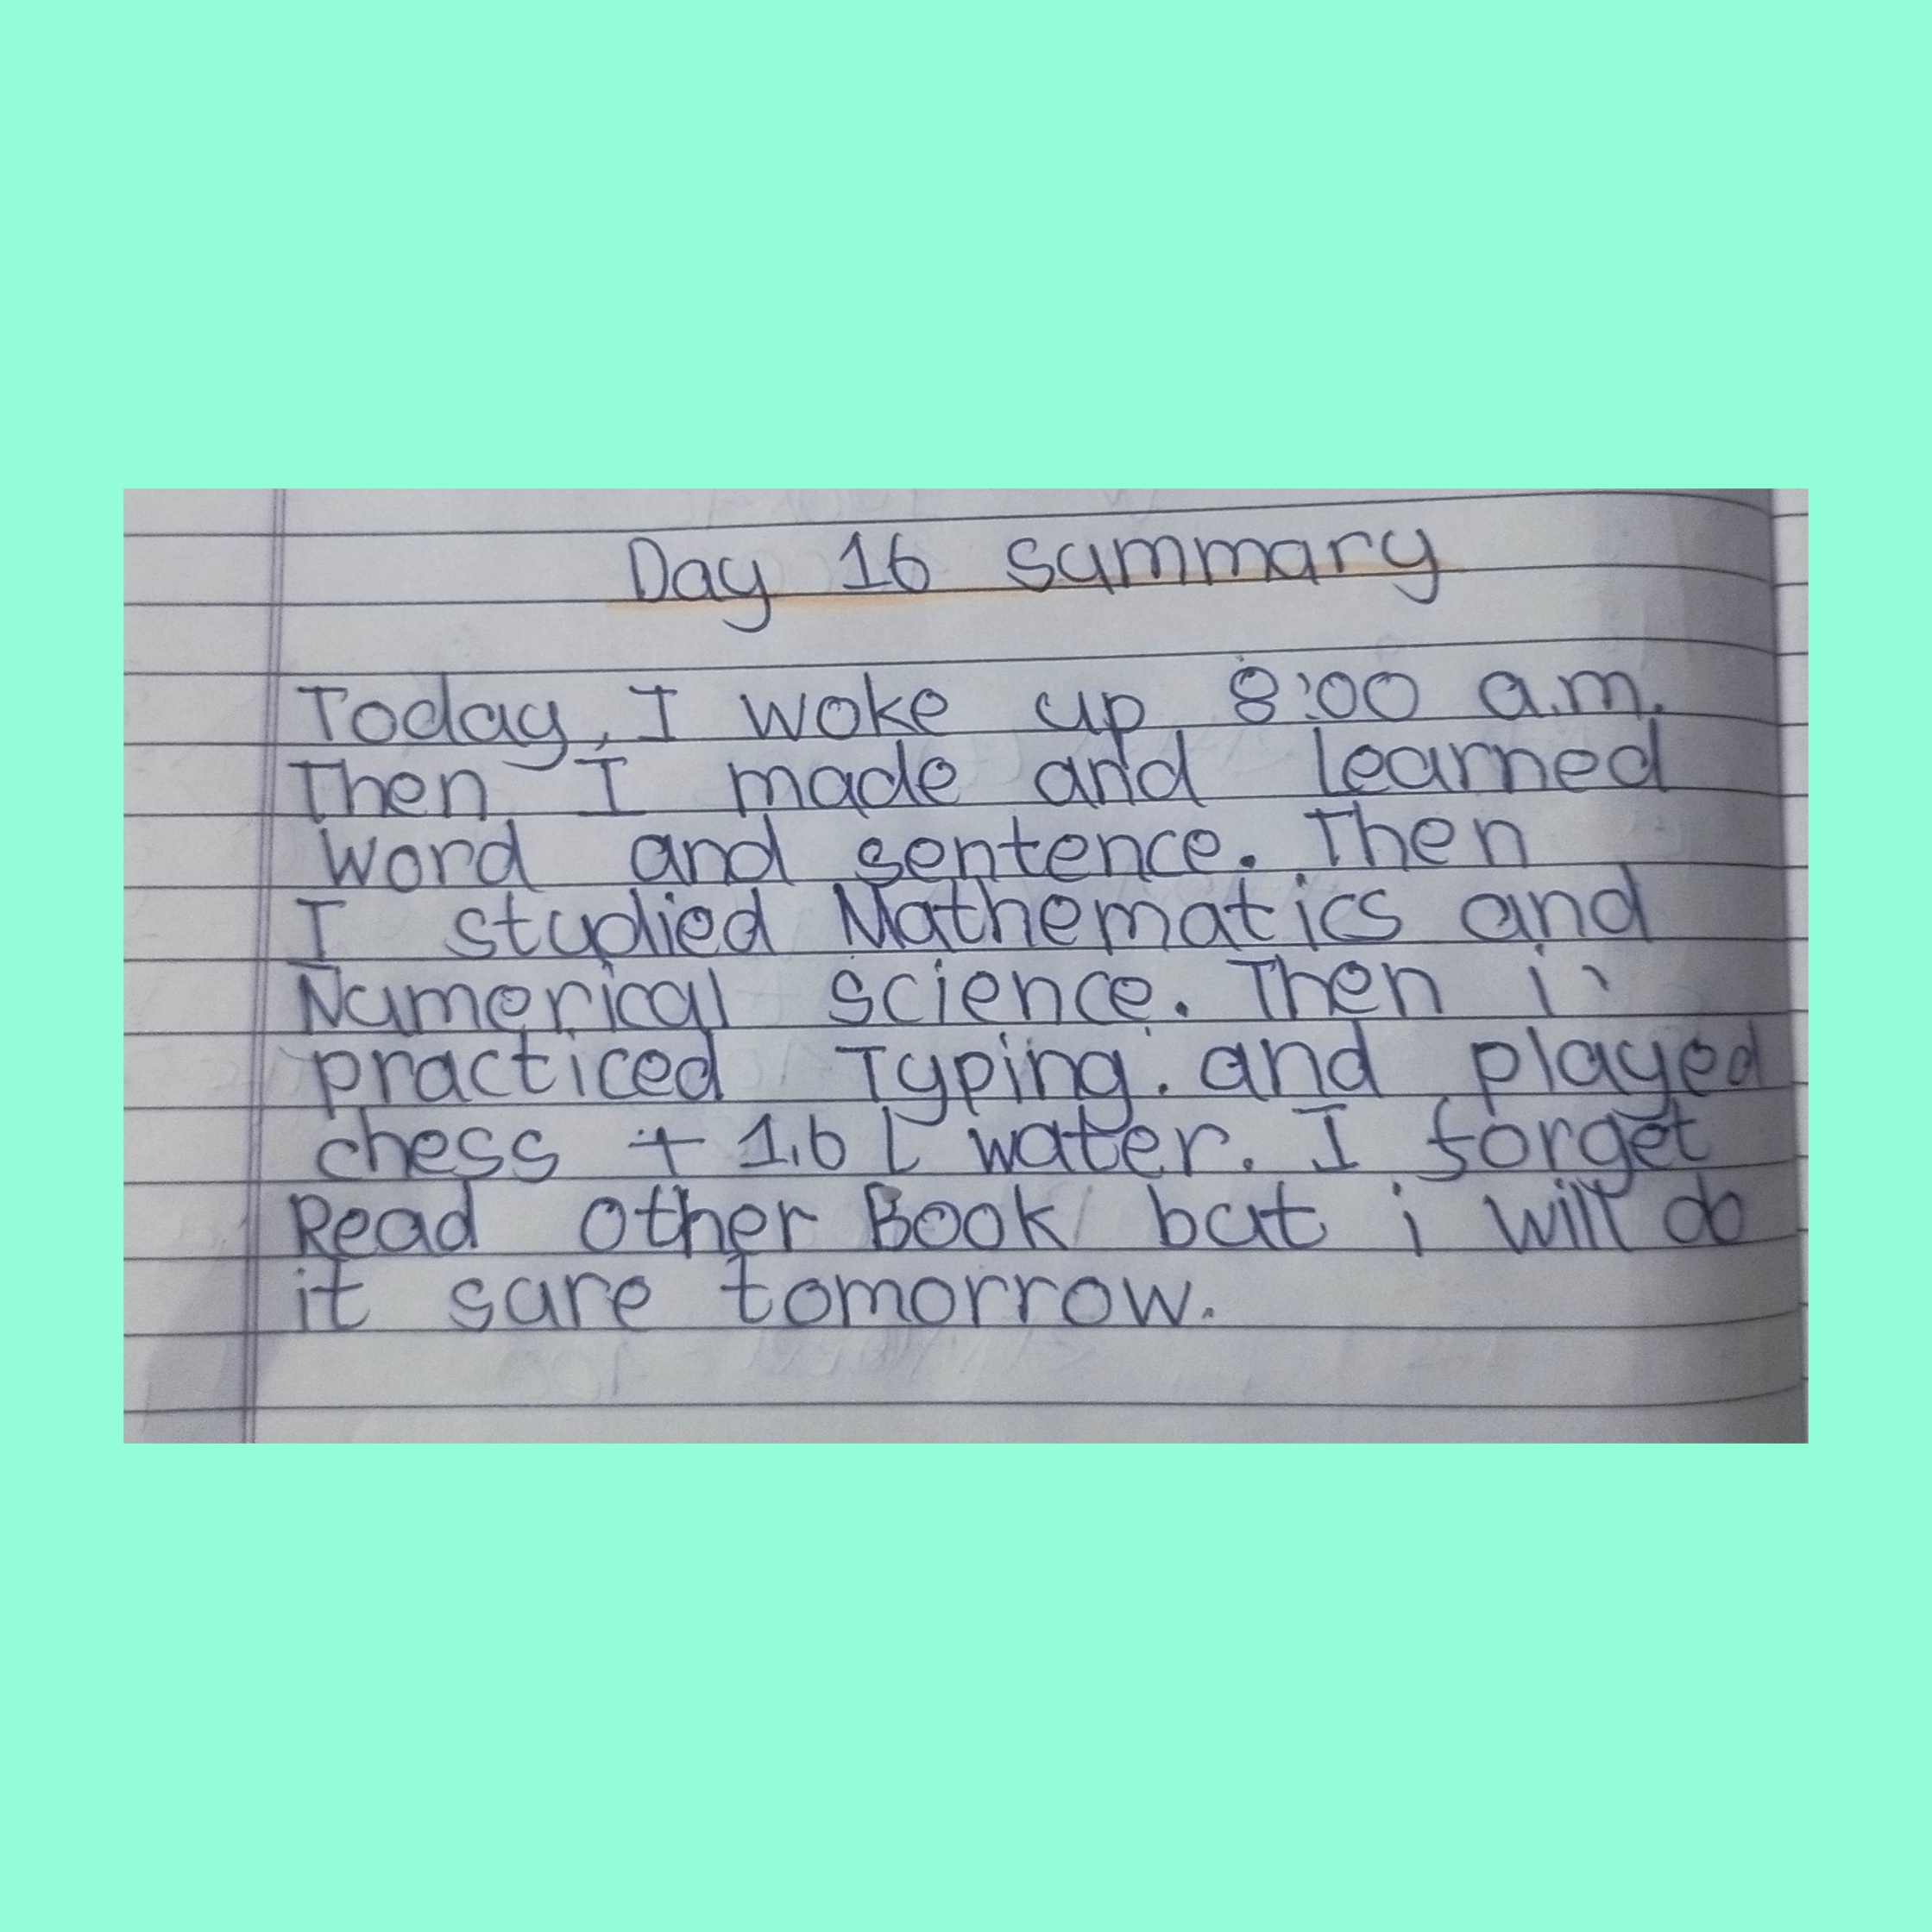 Day 16 summary
Today, I woke up 8:00 a.m.
Then I made and learned
word and sentence. Then
I studied Mathematics and
Numerical science. Then i
practiced Typing. and played
chess + 1.6 L water. I forget
Read other Book but i will do
it sure tomorrow.